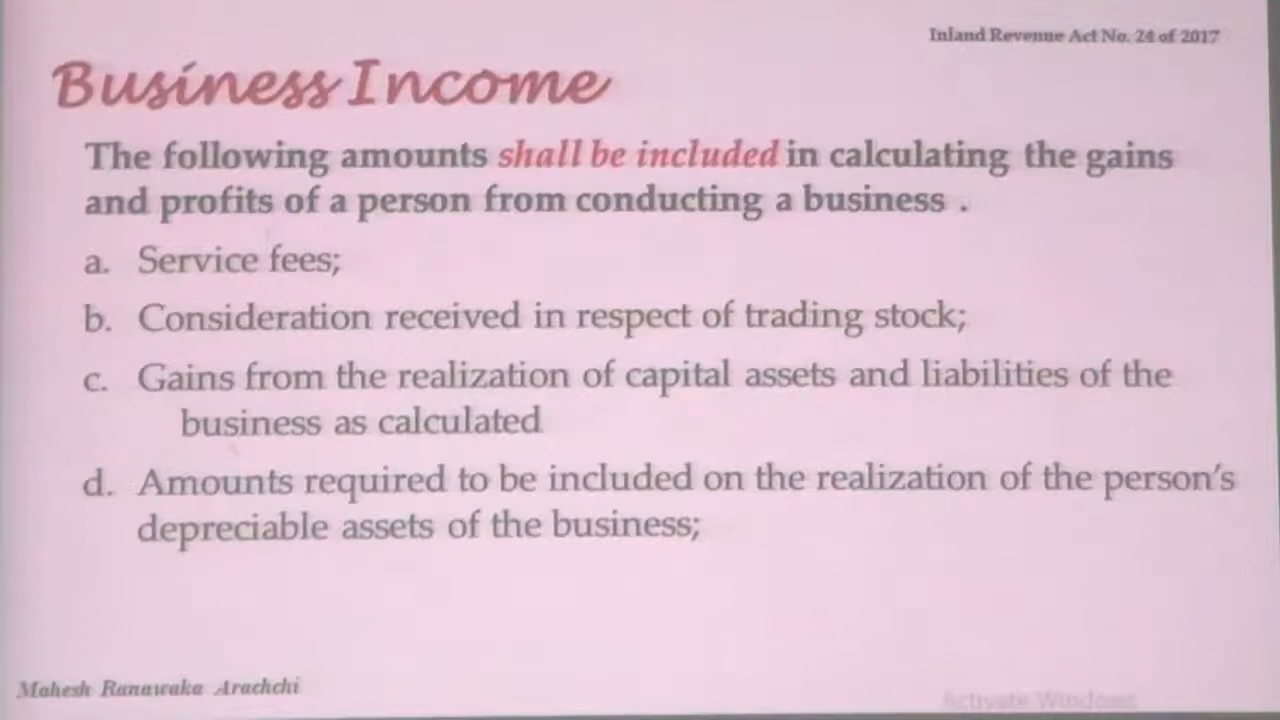 Inland Revenue Act No. 24 of 2017
Business Income
The following amounts shall be included in calculating the gains
and profits of a person from conducting a business .
a. Service fees;
b. Consideration received in respect of trading stock;
c. Gains from the realization of capital assets and liabilities of the
business as calculated
d. Amounts required to be included on the realization of the person's
depreciable assets of the business;
Mahesh Ranawaka Arachchi
Activate Windows